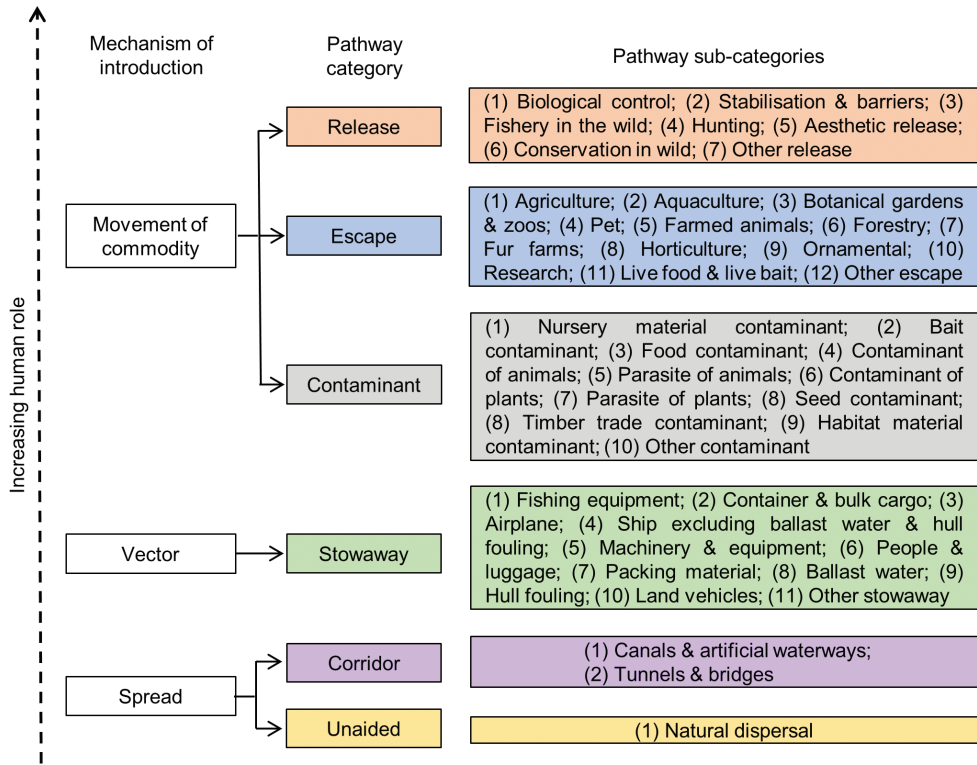 Mechanism of
introduction
Pathway
category
Pathway sub-categories
Increasing human role
Movement of
commodity
Release
(1) Biological control; (2) Stabilisation & barriers; (3)
Fishery in the wild; (4) Hunting; (5) Aesthetic release;
(6) Conservation in wild; (7) Other release
Escape
(1) Agriculture; (2) Aquaculture; (3) Botanical gardens
& zoos; (4) Pet; (5) Farmed animals; (6) Forestry; (7)
Fur farms; (8) Horticulture; (9) Ornamental; (10)
Research; (11) Live food & live bait; (12) Other escape
Contaminant
(1) Nursery material contaminant; (2) Bait
contaminant; (3) Food contaminant; (4) Contaminant
of animals; (5) Parasite of animals; (6) Contaminant of
plants; (7) Parasite of plants; (8) Seed contaminant;
(8) Timber trade contaminant; (9) Habitat material
contaminant; (10) Other contaminant
Vector
Stowaway
(1) Fishing equipment; (2) Container & bulk cargo; (3)
Airplane; (4) Ship excluding ballast water & hull
fouling; (5) Machinery & equipment; (6) People &
luggage; (7) Packing material; (8) Ballast water; (9)
Hull fouling; (10) Land vehicles; (11) Other stowaway
Spread
Corridor
(1) Canals & artificial waterways;
(2) Tunnels & bridges
Unaided
(1) Natural dispersal